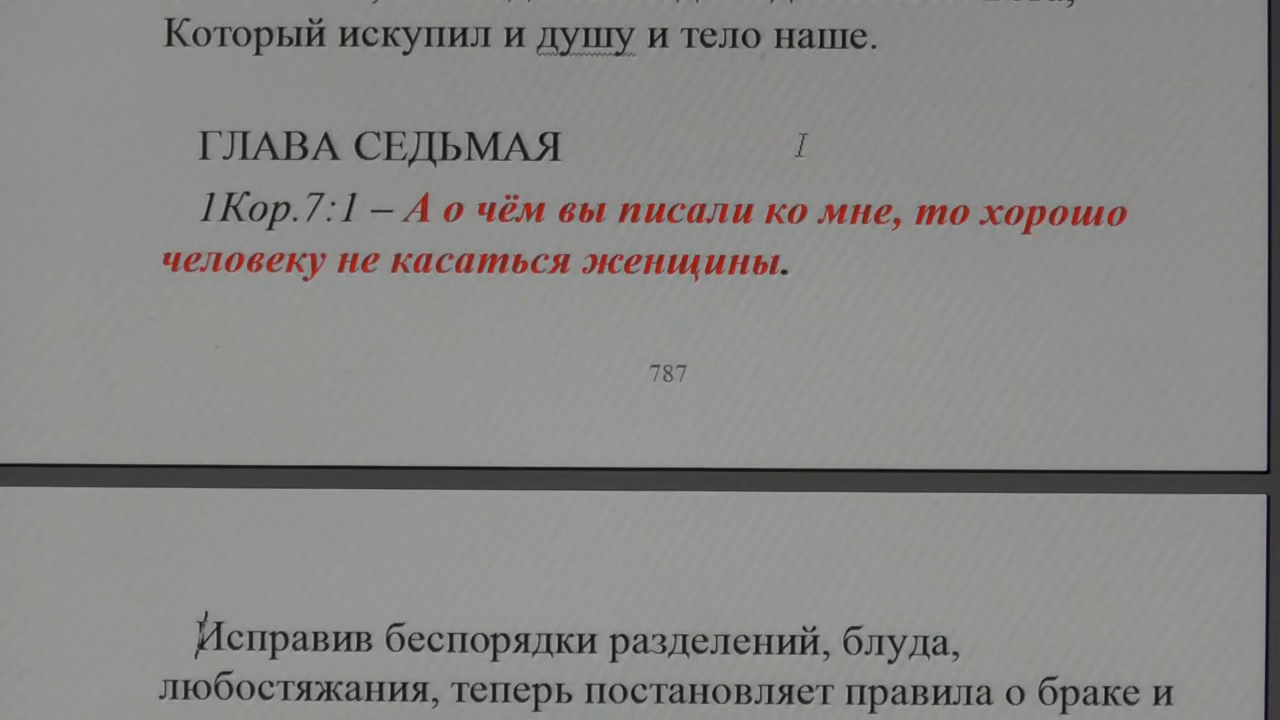 Который искупил и душу и тело наше.
ГЛАВА СЕДЬМАЯ
1Кор.7:1 – А о чём вы писали ко мне, то хорошо
человеку не касаться женщины.
787
Исправив беспорядки разделений, блуда,
любостяжания, теперь постановляет правила о браке и